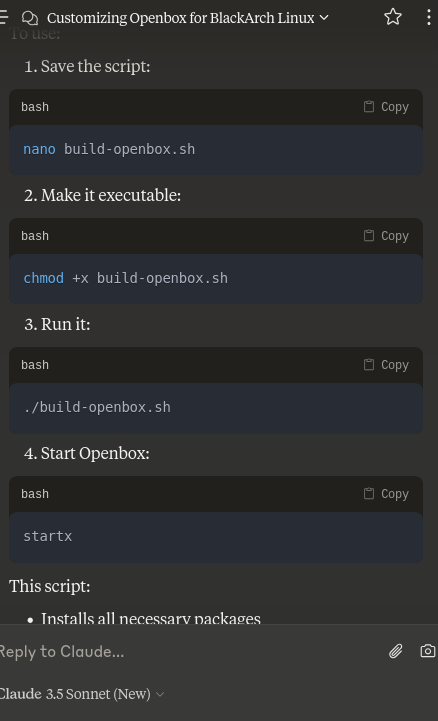 Customizing Openbox for BlackArch Linux
To use:
1. Save the script:
bash
Copy
nano build-openbox.sh
2. Make it executable:
bash
Copy
chmod +x build-openbox.sh
3. Run it:
bash
Copy
./build-openbox.sh
4. Start Openbox:
bash
Copy
startx
This script:
• Installs all necessary packages
Reply to Claude...
Claude 3.5 Sonnet (New)